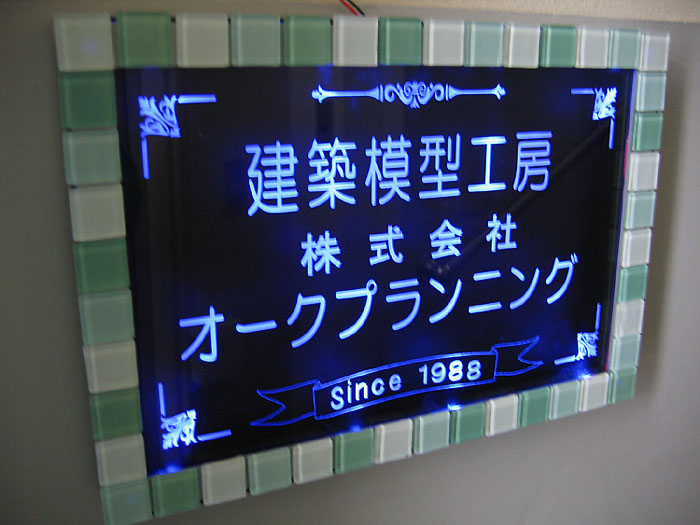 建築模型工房
株式会社
オークプランニング
Since 1988